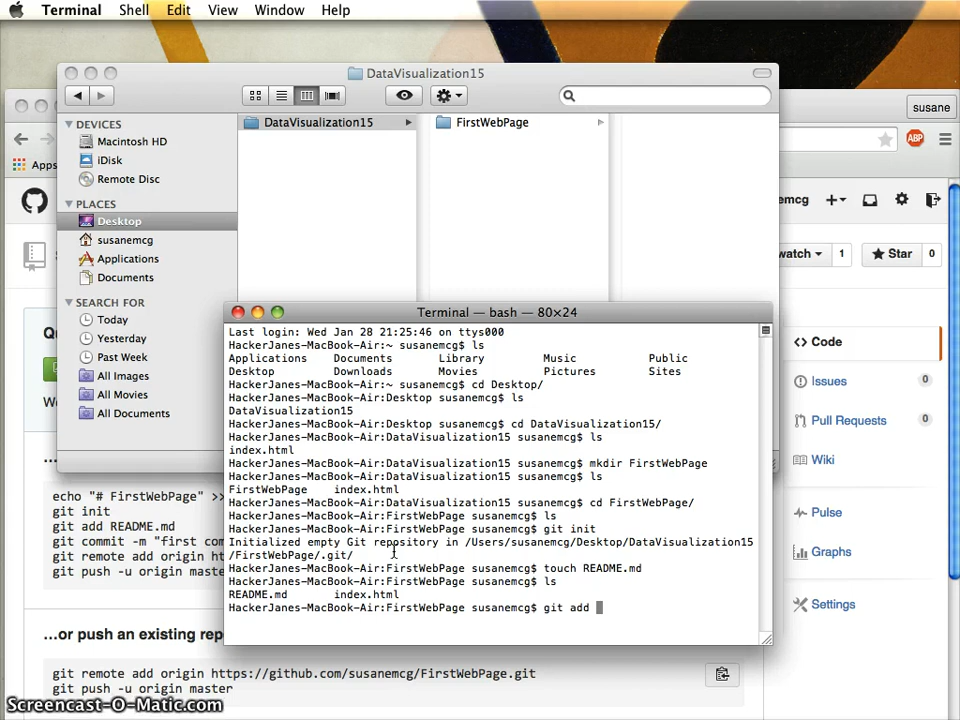 Terminal Shell Edit View Window Help
DataVisualization15
susane
DEVICES
Macintosh HD
iDisk
Remote Disc
PLACES
Desktop
susanemcg
Applications
Documents
SEARCH FOR
Today
Yesterday
Past Week
All Images
All Movies
All Documents
DataVisualization15
FirstWebPage
Apps
ABP
emcg
watch 1
Star 0
Code
Issues 0
Pull Requests 0
Wiki
Pulse
Graphs
Settings
Terminal — bash — 80×24
Last login: Wed Jan 28 21:25:46 on ttys000
HackerJanes-MacBook-Air:~ susanemcg$ ls
Applications Documents Library Music Public
Desktop Downloads Movies Pictures Sites
HackerJanes-MacBook-Air:~ susanemcg$ cd Desktop/
HackerJanes-MacBook-Air:Desktop susanemcg$ ls
DataVisualization15
HackerJanes-MacBook-Air:Desktop susanemcg$ cd DataVisualization15/
HackerJanes-MacBook-Air:DataVisualization15 susanemcg$ ls
index.html
HackerJanes-MacBook-Air:DataVisualization15 susanemcg$ mkdir FirstWebPage
HackerJanes-MacBook-Air:DataVisualization15 susanemcg$ ls
FirstWebPage index.html
HackerJanes-MacBook-Air:DataVisualization15 susanemcg$ cd FirstWebPage/
HackerJanes-MacBook-Air:FirstWebPage susanemcg$ ls
HackerJanes-MacBook-Air:FirstWebPage susanemcg$ git init
Initialized empty Git repository in /Users/susanemcg/Desktop/DataVisualization15
/FirstWebPage/.git/
HackerJanes-MacBook-Air:FirstWebPage susanemcg$ touch README.md
HackerJanes-MacBook-Air:FirstWebPage susanemcg$ ls
README.md index.html
HackerJanes-MacBook-Air:FirstWebPage susanemcg$ git add
Qu
We
...
echo "# FirstWebPage" >>
git init
git add README.md
git commit -m "first com
git remote add origin ht
git push -u origin maste
...or push an existing rep
git remote add origin https://github.com/susanemcg/FirstWebPage.git
git push -u origin master
Screencast-O-Matic.com